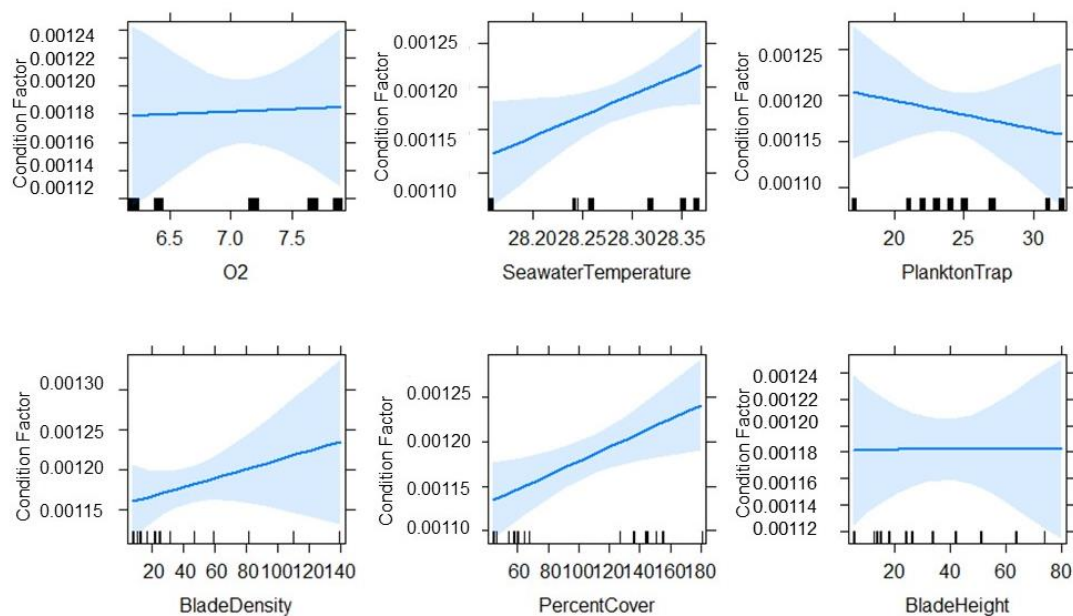 Condition Factor
0.00124
0.00122
0.00120
0.00118
0.00116
0.00114
0.00112
6.5 7.0 7.5
O2
Condition Factor
0.00125
0.00120
0.00115
0.00110
28.20 28.25 28.30 28.35
SeawaterTemperature
Condition Factor
0.00125
0.00120
0.00115
0.00110
20 25 30
PlanktonTrap
Condition Factor
0.00130
0.00125
0.00120
0.00115
20 40 60 80 100 120 140
BladeDensity
Condition Factor
0.00125
0.00120
0.00115
0.00110
60 80 100 120 140 160 180
PercentCover
Condition Factor
0.00124
0.00122
0.00120
0.00118
0.00116
0.00114
0.00112
20 40 60 80
BladeHeight